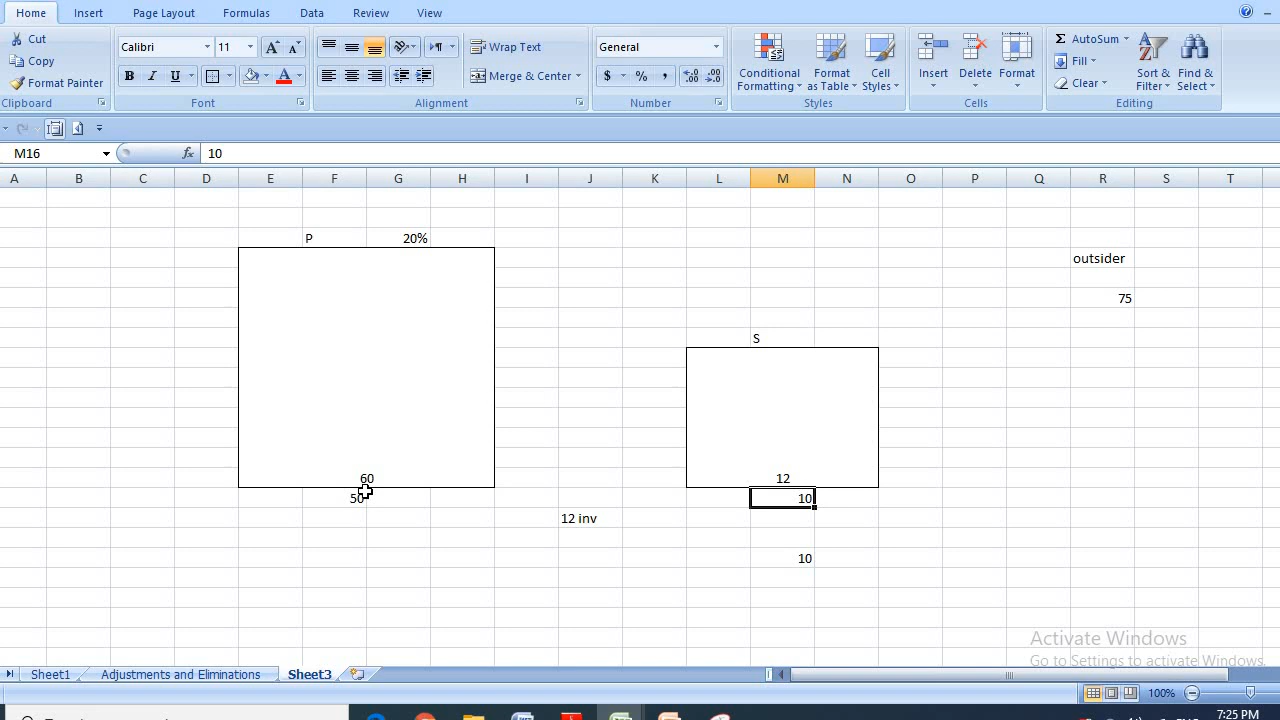 Home Insert Page Layout Formulas Data Review View
Cut
Copy
Format Painter
Clipboard
Calibri 11
B I U
Font
Wrap Text
Merge & Center
Alignment
General
$ % ,
Number
Conditional Formatting
Format as Table
Cell Styles
Styles
Insert Delete Format
Cells
AutoSum
Fill
Clear
Sort & Filter
Find & Select
Editing
M16 fx 10
A B C D E F G H I J K L M N O P Q R S T
P 20%
outsider
75
S
60 12
50 10
12 inv
10
Activate Windows
Go to Settings to activate Windows.
Sheet1 Adjustments and Eliminations Sheet3
100%
7:25 PM